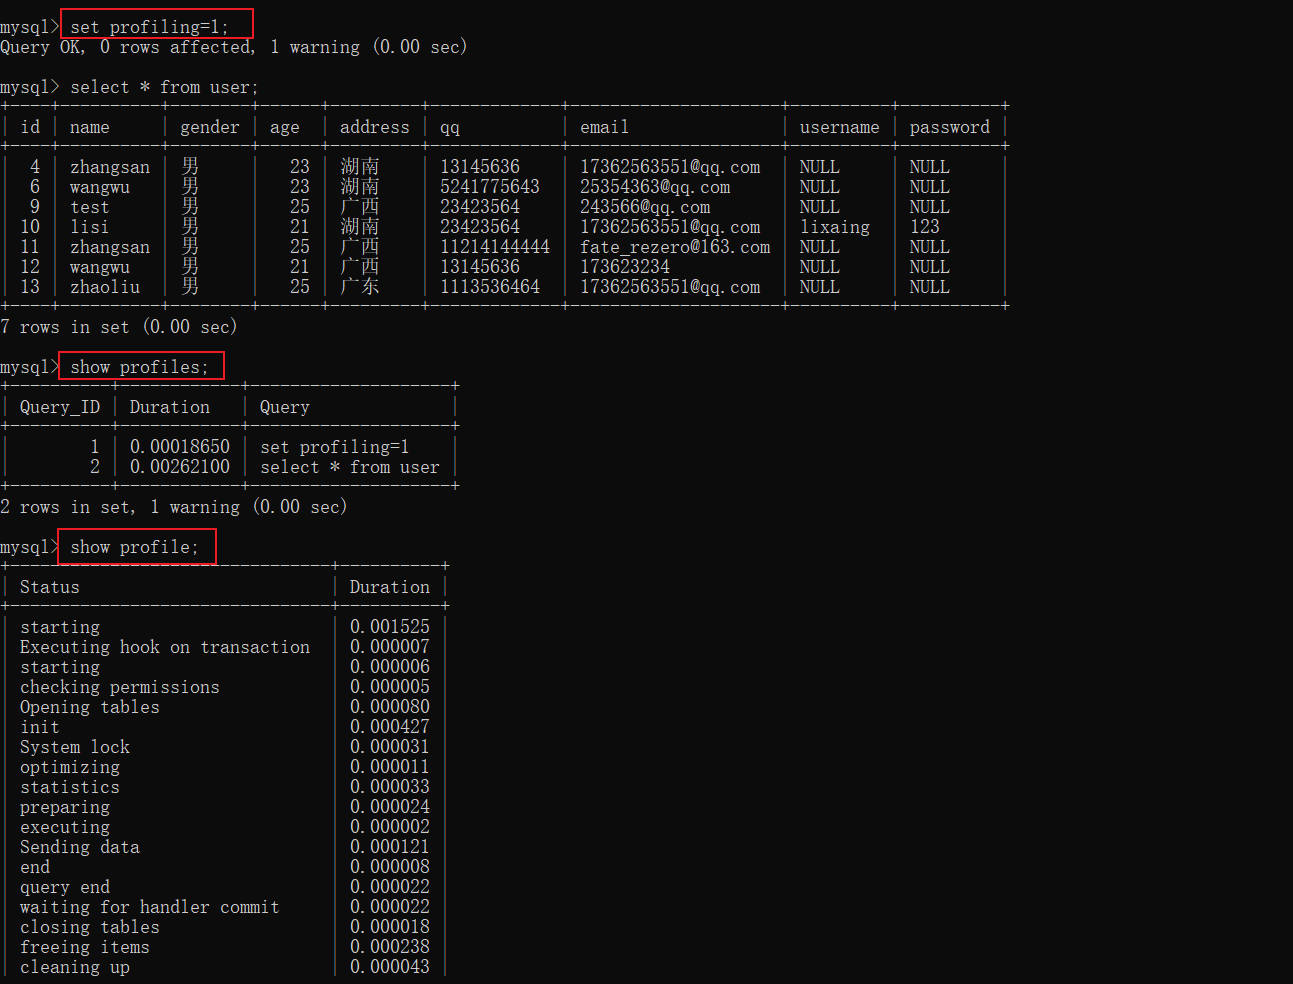 mysql> set profiling=1;
Query OK, 0 rows affected, 1 warning (0.00 sec)
mysql> select * from user;
| id | name | gender | age | address | qq | email | username | password |
| 4 | zhangsan | 男 | 23 | 湖南 | 13145636 | 17362563551@qq.com | NULL | NULL |
| 6 | wangwu | 男 | 23 | 湖南 | 5241775643 | 25354363@qq.com | NULL | NULL |
| 9 | test | 男 | 25 | 广西 | 23423564 | 243566@qq.com | NULL | NULL |
| 10 | lisi | 男 | 21 | 湖南 | 23423564 | 17362563551@qq.com | lixaing | 123 |
| 11 | zhangsan | 男 | 25 | 广西 | 11214144444 | fate_rezero@163.com | NULL | NULL |
| 12 | wangwu | 男 | 21 | 广西 | 13145636 | 173623234 | NULL | NULL |
| 13 | zhaoliu | 男 | 25 | 广东 | 1113536464 | 17362563551@qq.com | NULL | NULL |
7 rows in set (0.00 sec)
mysql> show profiles;
| Query_ID | Duration | Query |
| 1 | 0.00018650 | set profiling=1 |
| 2 | 0.00262100 | select * from user |
2 rows in set, 1 warning (0.00 sec)
mysql> show profile;
| Status | Duration |
| starting | 0.001525 |
| Executing hook on transaction | 0.000007 |
| starting | 0.000006 |
| checking permissions | 0.000005 |
| Opening tables | 0.000080 |
| init | 0.000427 |
| System lock | 0.000031 |
| optimizing | 0.000011 |
| statistics | 0.000033 |
| preparing | 0.000024 |
| executing | 0.000002 |
| Sending data | 0.000121 |
| end | 0.000008 |
| query end | 0.000022 |
| waiting for handler commit | 0.000022 |
| closing tables | 0.000018 |
| freeing items | 0.000238 |
| cleaning up | 0.000043 |